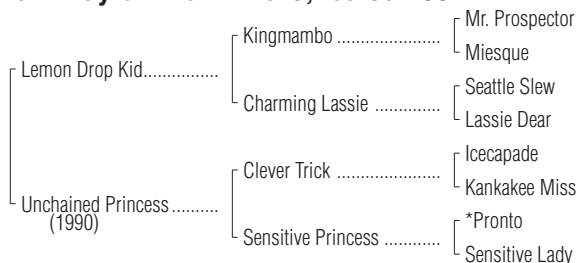 Mr. Prospector
Kingmambo ..................
Miesque
Lemon Drop Kid...............
Seattle Slew
Charming Lassie .............
Lassie Dear
Icecapade
Clever Trick ..................
Kankakee Miss
Unchained Princess..........
(1990)
*Pronto
Sensitive Princess ............
Sensitive Lady